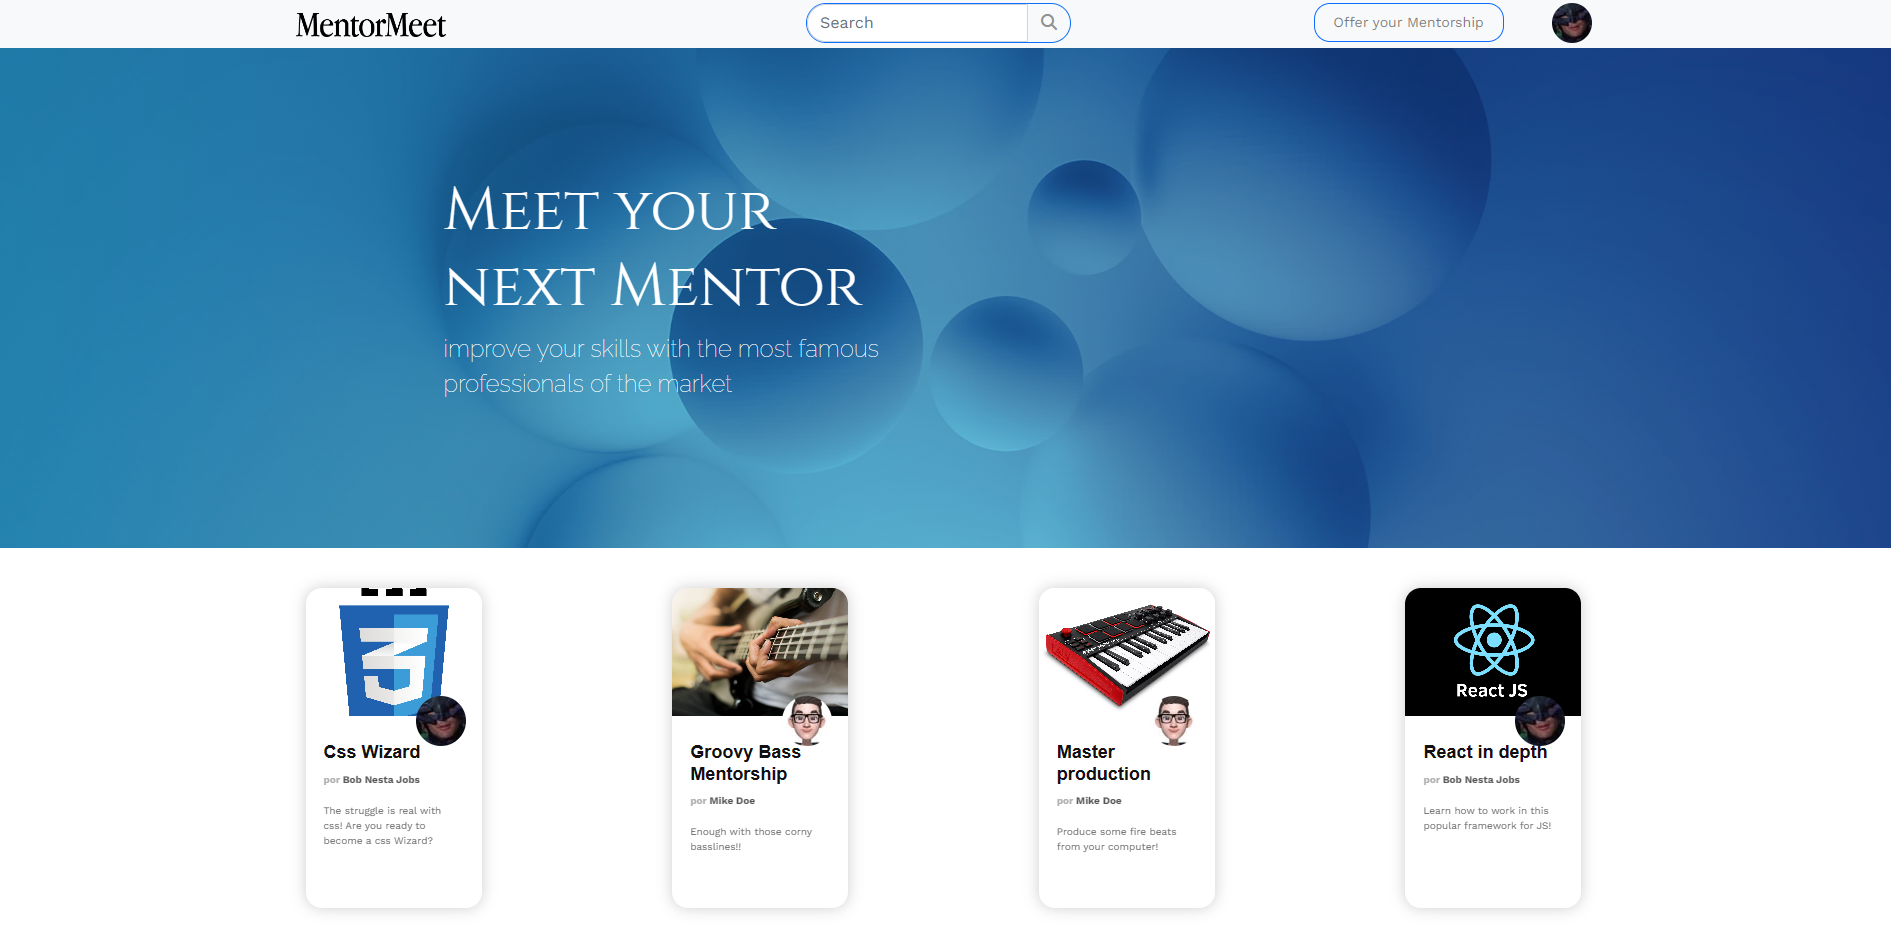 MentorMeet
Search
Offer your Mentorship
Meet your
next Mentor
improve your skills with the most famous
professionals of the market
Css Wizard
por Bob Nesta Jobs
The struggle is real with
css! Are you ready to
become a css Wizard?
Groovy Bass
Mentorship
por Mike Doe
Enough with those corny
basslines!!
Master
production
por Mike Doe
Produce some fire beats
from your computer!
React JS
React in depth
por Bob Nesta Jobs
Learn how to work in this
popular framework for JS!